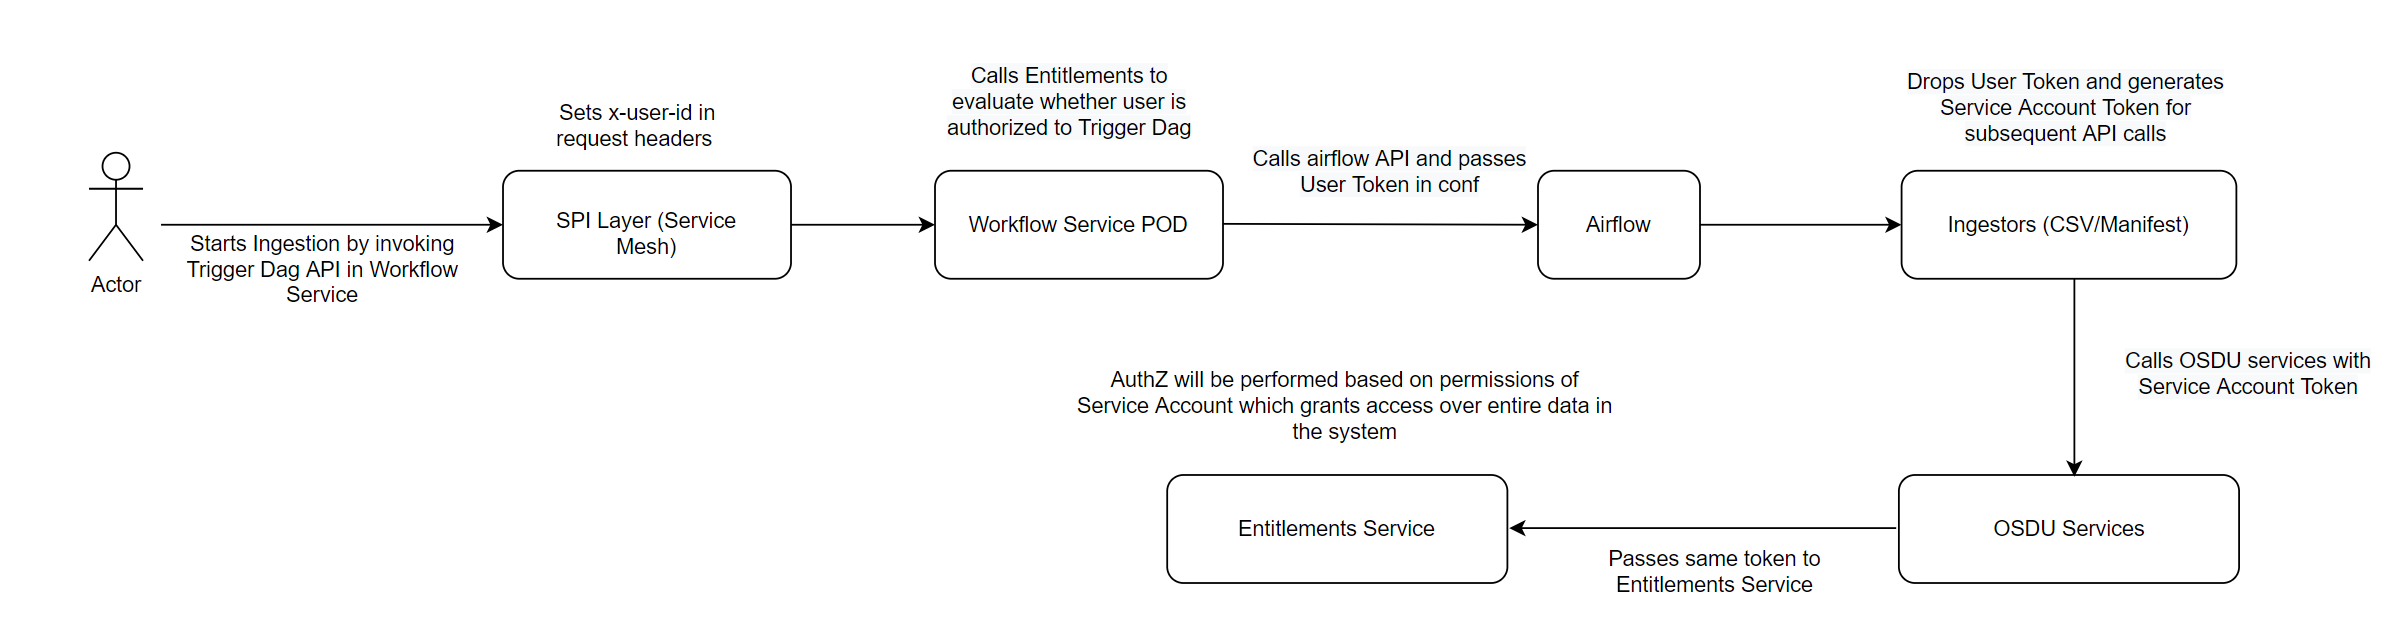 Actor
Starts Ingestion by invoking
Trigger Dag API in Workflow
Service
Sets x-user-id in
request headers
SPI Layer (Service
Mesh)
Calls Entitlements to
evaluate whether user is
authorized to Trigger Dag
Workflow Service POD
Calls airflow API and passes
User Token in conf
Airflow
Drops User Token and generates
Service Account Token for
subsequent API calls
Ingestors (CSV/Manifest)
Calls OSDU services with
Service Account Token
OSDU Services
Passes same token to
Entitlements Service
AuthZ will be performed based on permissions of
Service Account which grants access over entire data in
the system
Entitlements Service